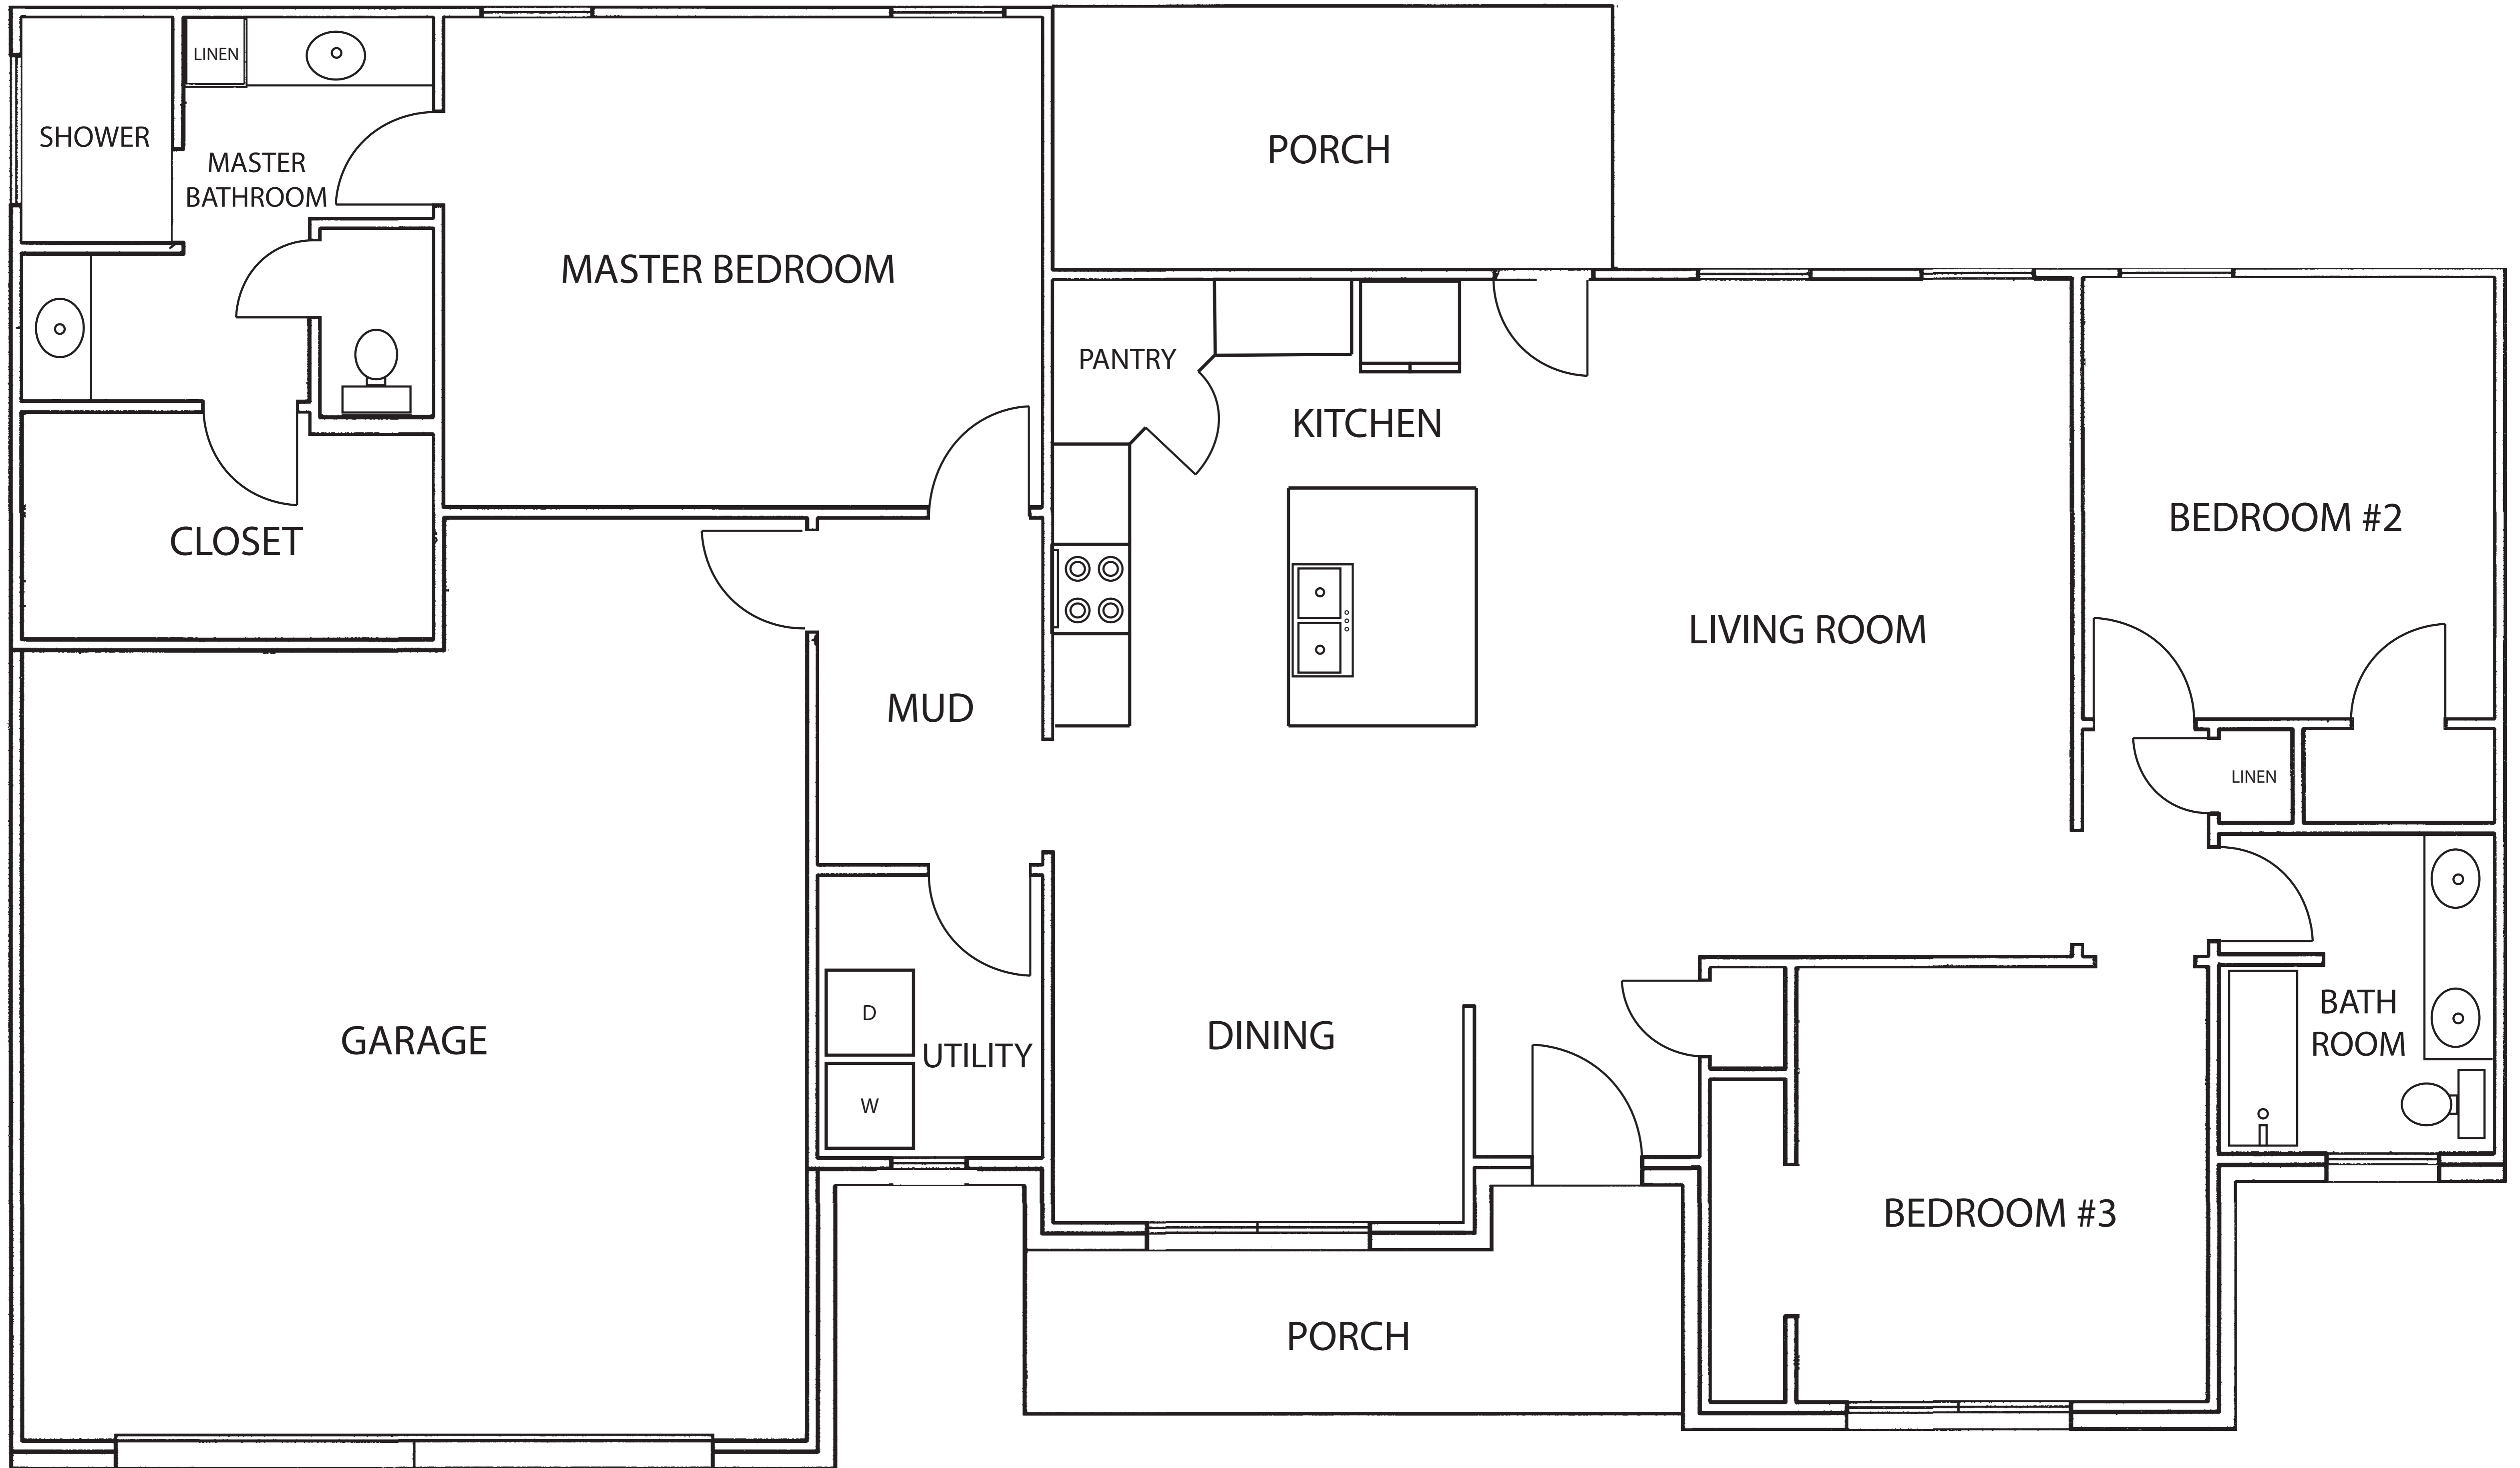 LINEN
SHOWER
MASTER
BATHROOM
PORCH
MASTER BEDROOM
PANTRY
KITCHEN
BEDROOM #2
CLOSET
LIVING ROOM
MUD
LINEN
D
UTILITY
W
GARAGE
DINING
BATH
ROOM
BEDROOM #3
PORCH